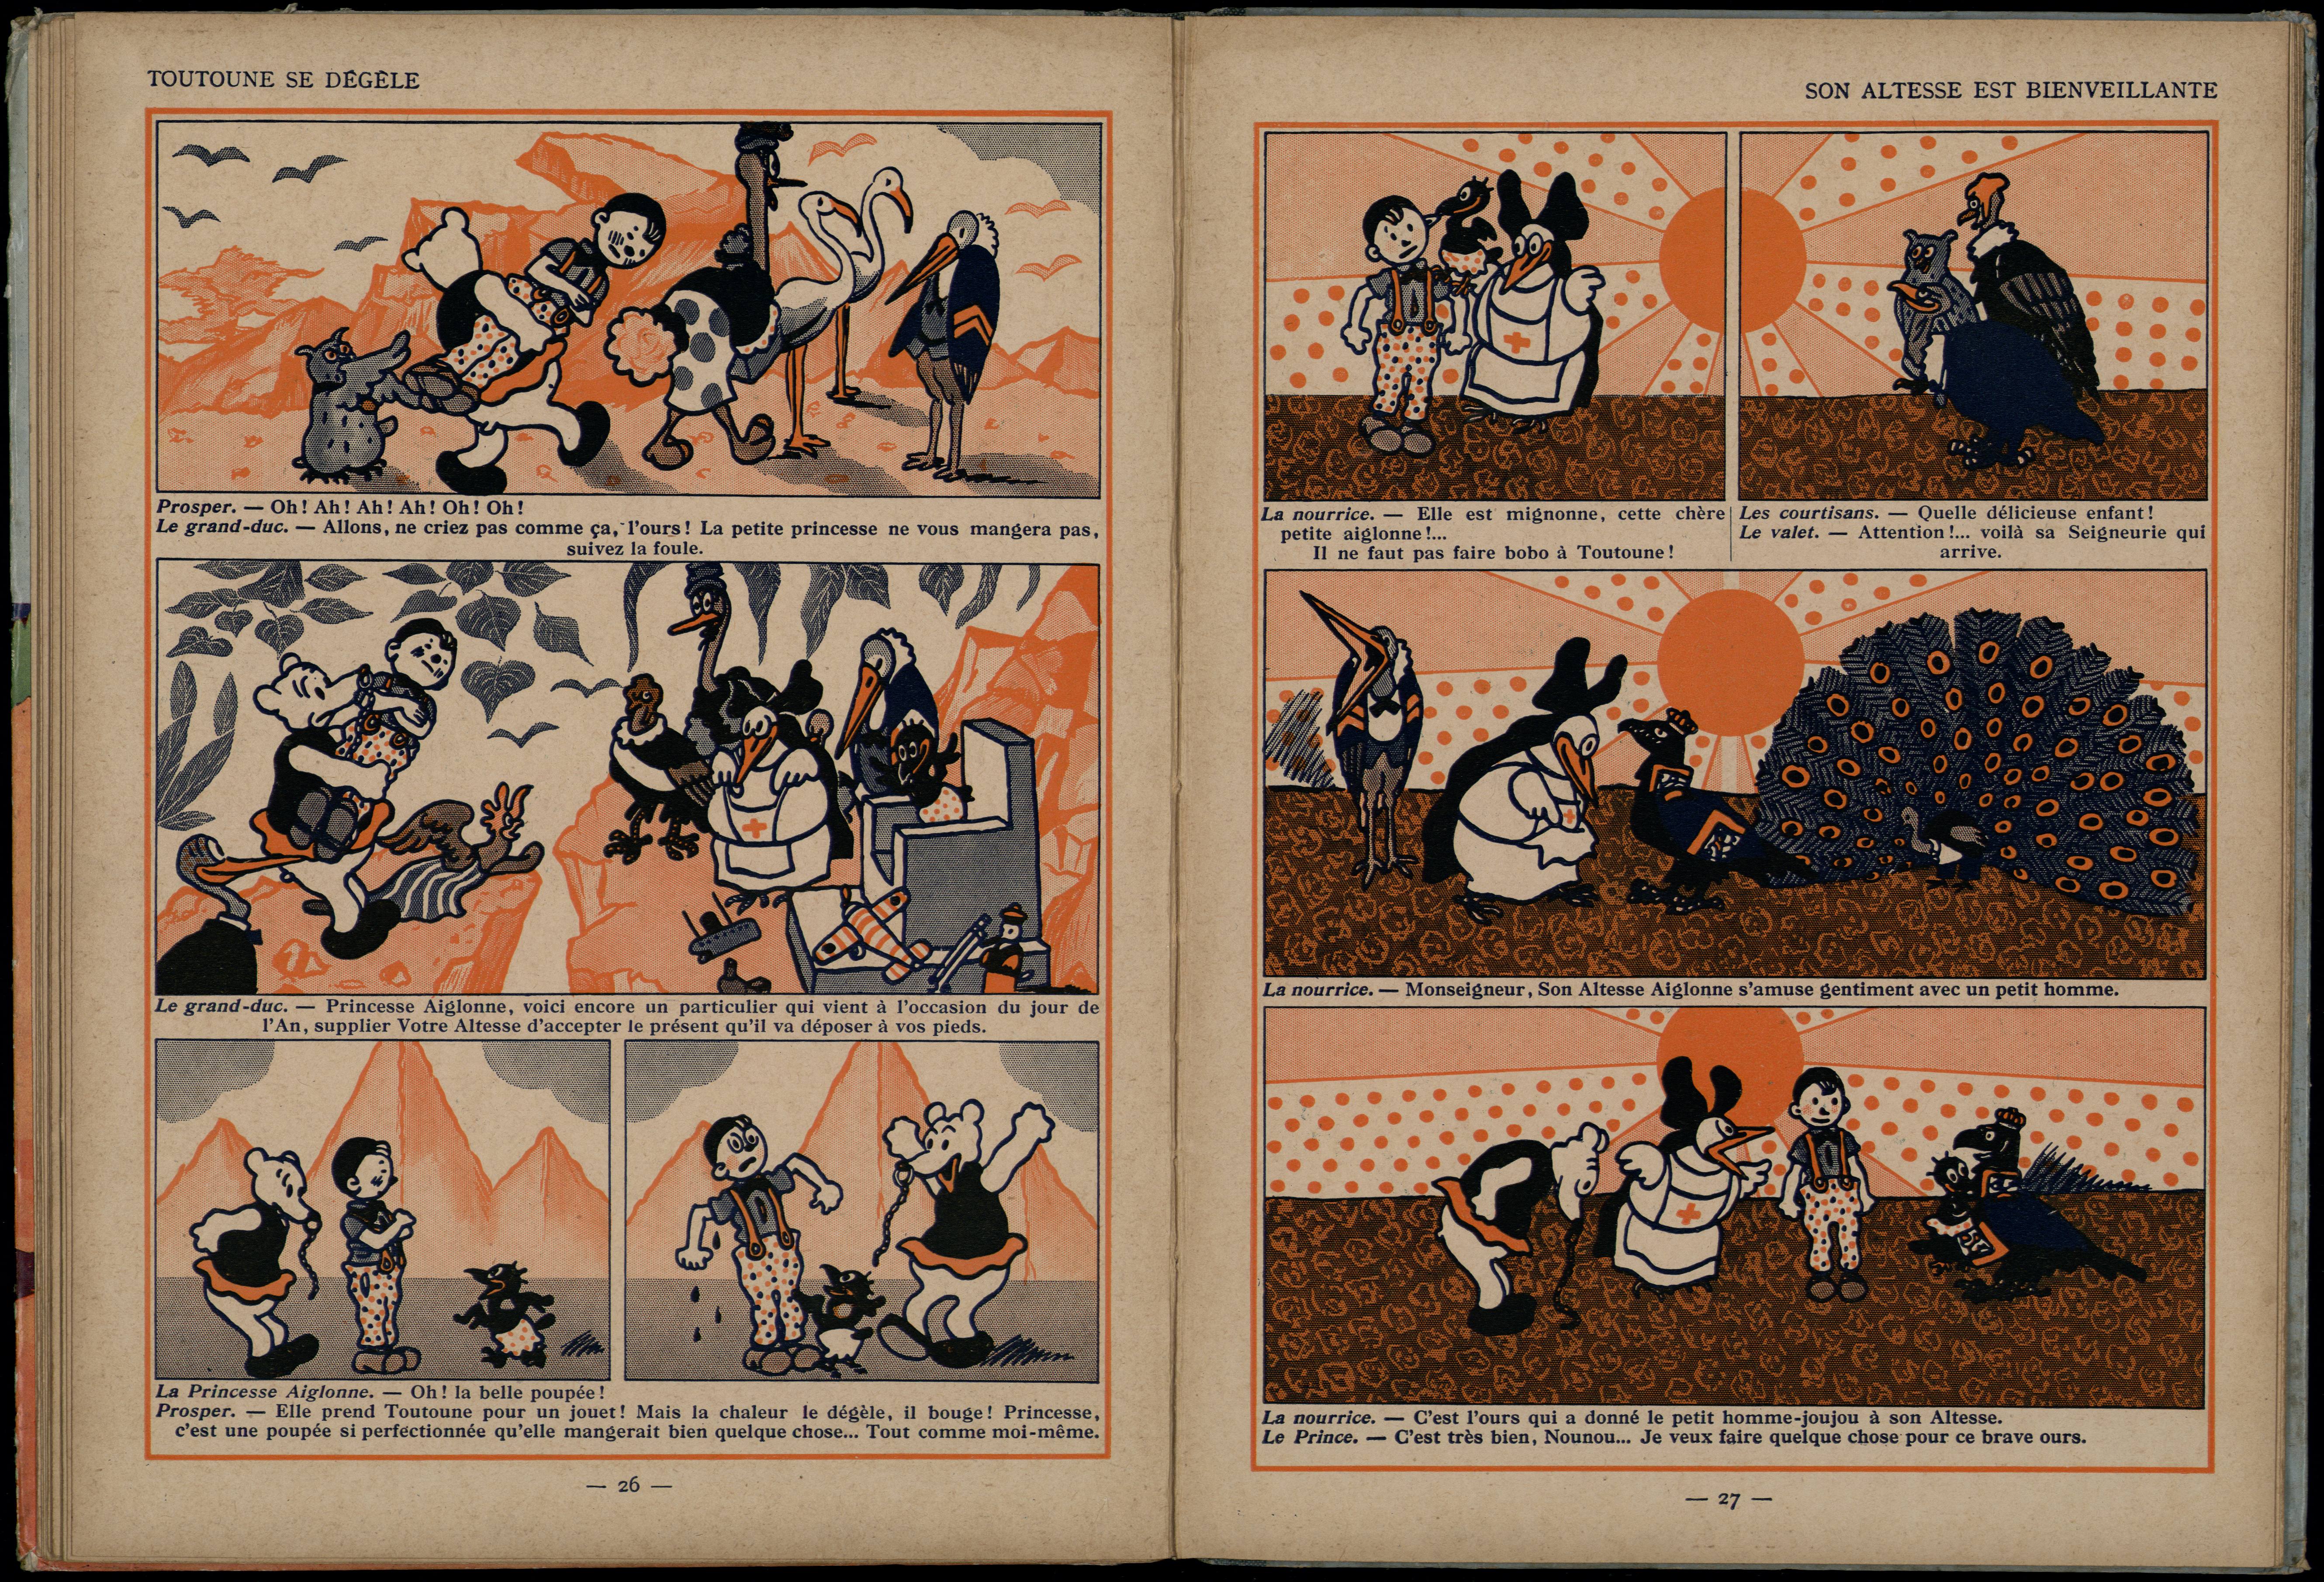 TOUTOUNE SE DÉGÈLE
Prosper. — Oh! Ah! Ah! Ah! Oh! Oh!
Le grand-duc. — Allons, ne criez pas comme ça, l'ours! La petite princesse ne vous mangera pas,
suivez la foule.
Le grand-duc. — Princesse Aiglonne, voici encore un particulier qui vient à l'occasion du jour de
l'An, supplier Votre Altesse d'accepter le présent qu'il va déposer à vos pieds.
La Princesse Aiglonne. — Oh! la belle poupée!
Prosper. — Elle prend Toutoune pour un jouet! Mais la chaleur le dégèle, il bouge! Princesse,
c'est une poupée si perfectionnée qu'elle mangerait bien quelque chose... Tout comme moi-même.
— 26 —
SON ALTESSE EST BIENVEILLANTE
La nourrice. — Elle est mignonne, cette chère
petite aiglonne!...
Il ne faut pas faire bobo à Toutoune!
Les courtisans. — Quelle délicieuse enfant!
Le valet. — Attention!... voilà sa Seigneurie qui
arrive.
La nourrice. — Monseigneur, Son Altesse Aiglonne s'amuse gentiment avec un petit homme.
La nourrice. — C'est l'ours qui a donné le petit homme-joujou à son Altesse.
Le Prince. — C'est très bien, Nounou... Je veux faire quelque chose pour ce brave ours.
— 27 —